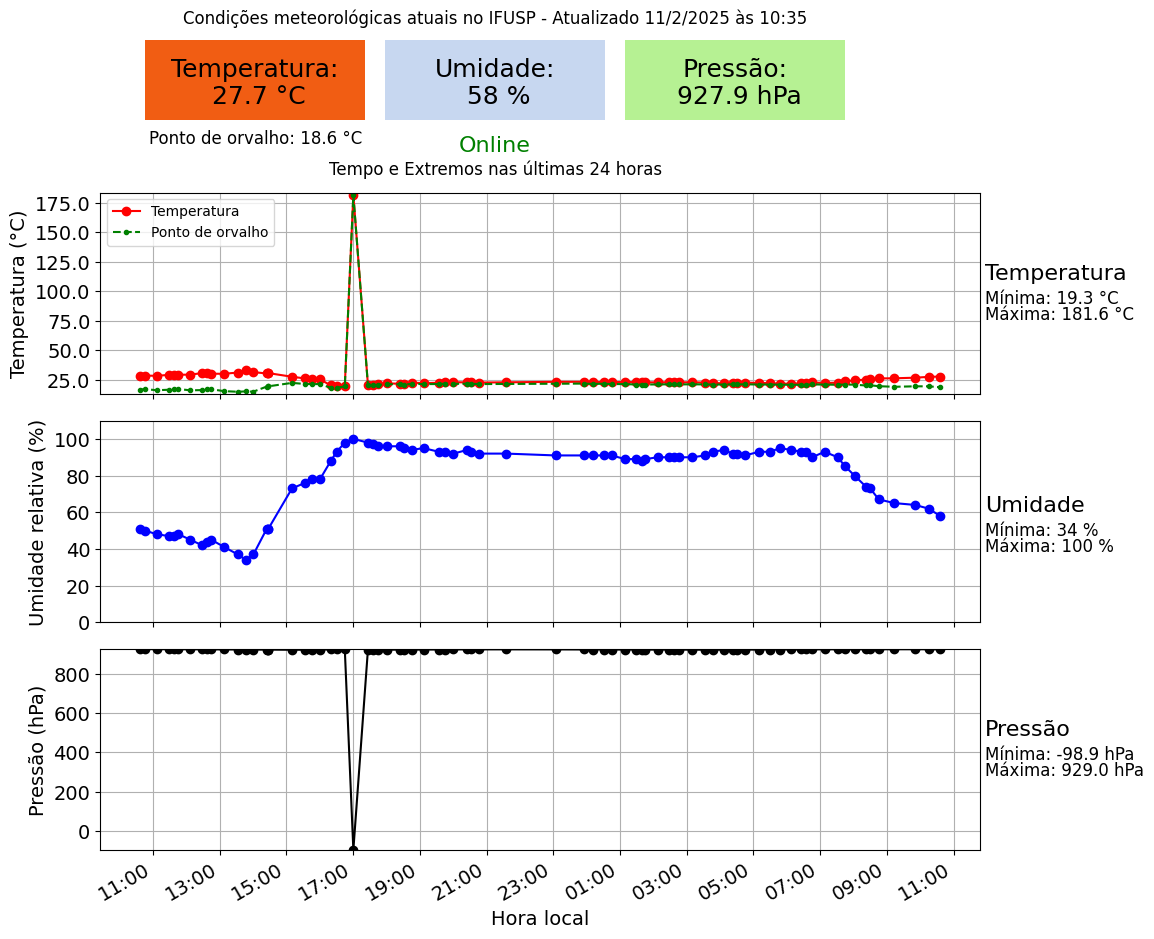 Condições meteorológicas atuais no IFUSP - Atualizado 11/2/2025 às 10:35
Temperatura:
27.7 °C
Umidade:
58 %
Pressão:
927.9 hPa
Ponto de orvalho: 18.6 °C
Online
Tempo e Extremos nas últimas 24 horas
Temperatura (°C)
175.0
150.0
125.0
100.0
75.0
50.0
25.0
Temperatura
Ponto de orvalho
Temperatura
Mínima: 19.3 °C
Máxima: 181.6 °C
Umidade relativa (%)
100
80
60
40
20
0
Umidade
Mínima: 34 %
Máxima: 100 %
Pressão (hPa)
800
600
400
200
0
Pressão
Mínima: -98.9 hPa
Máxima: 929.0 hPa
11:00
13:00
15:00
17:00
19:00
21:00
23:00
01:00
03:00
05:00
07:00
09:00
11:00
Hora local